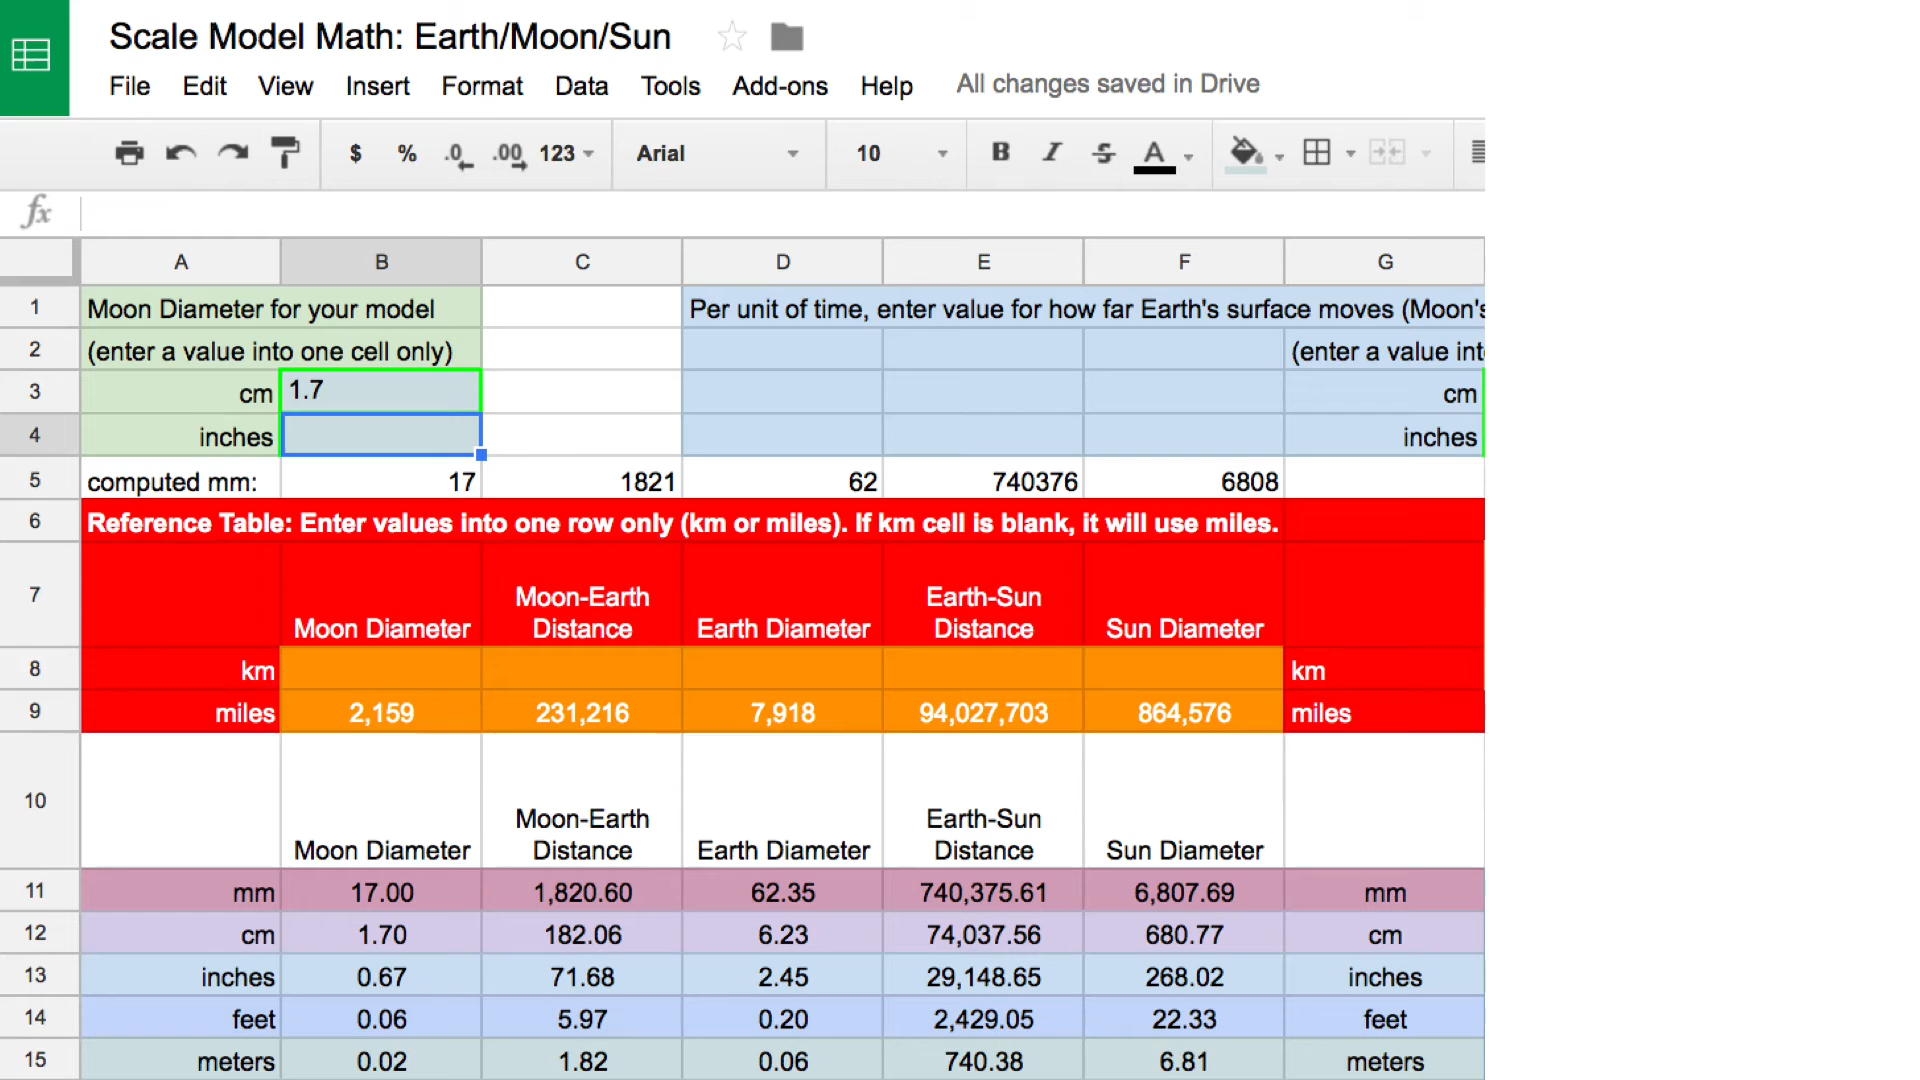 Scale Model Math: Earth/Moon/Sun
File Edit View Insert Format Data Tools Add-ons Help All changes saved in Drive
$ % .0 .00 123 Arial 10 B I S A
fx
A B C D E F G
1 Moon Diameter for your model Per unit of time, enter value for how far Earth's surface moves (Moon's
2 (enter a value into one cell only) (enter a value
3 cm 1.7 cm
4 inches inches
5 computed mm: 17 1821 62 740376 6808
6 Reference Table: Enter values into one row only (km or miles). If km cell is blank, it will use miles.
7 Moon Diameter Moon-Earth Distance Earth Diameter Earth-Sun Distance Sun Diameter
8 km km
9 miles 2,159 231,216 7,918 94,027,703 864,576 miles
10 Moon Diameter Moon-Earth Distance Earth Diameter Earth-Sun Distance Sun Diameter
11 mm 17.00 1,820.60 62.35 740,375.61 6,807.69 mm
12 cm 1.70 182.06 6.23 74,037.56 680.77 cm
13 inches 0.67 71.68 2.45 29,148.65 268.02 inches
14 feet 0.06 5.97 0.20 2,429.05 22.33 feet
15 meters 0.02 1.82 0.06 740.38 6.81 meters